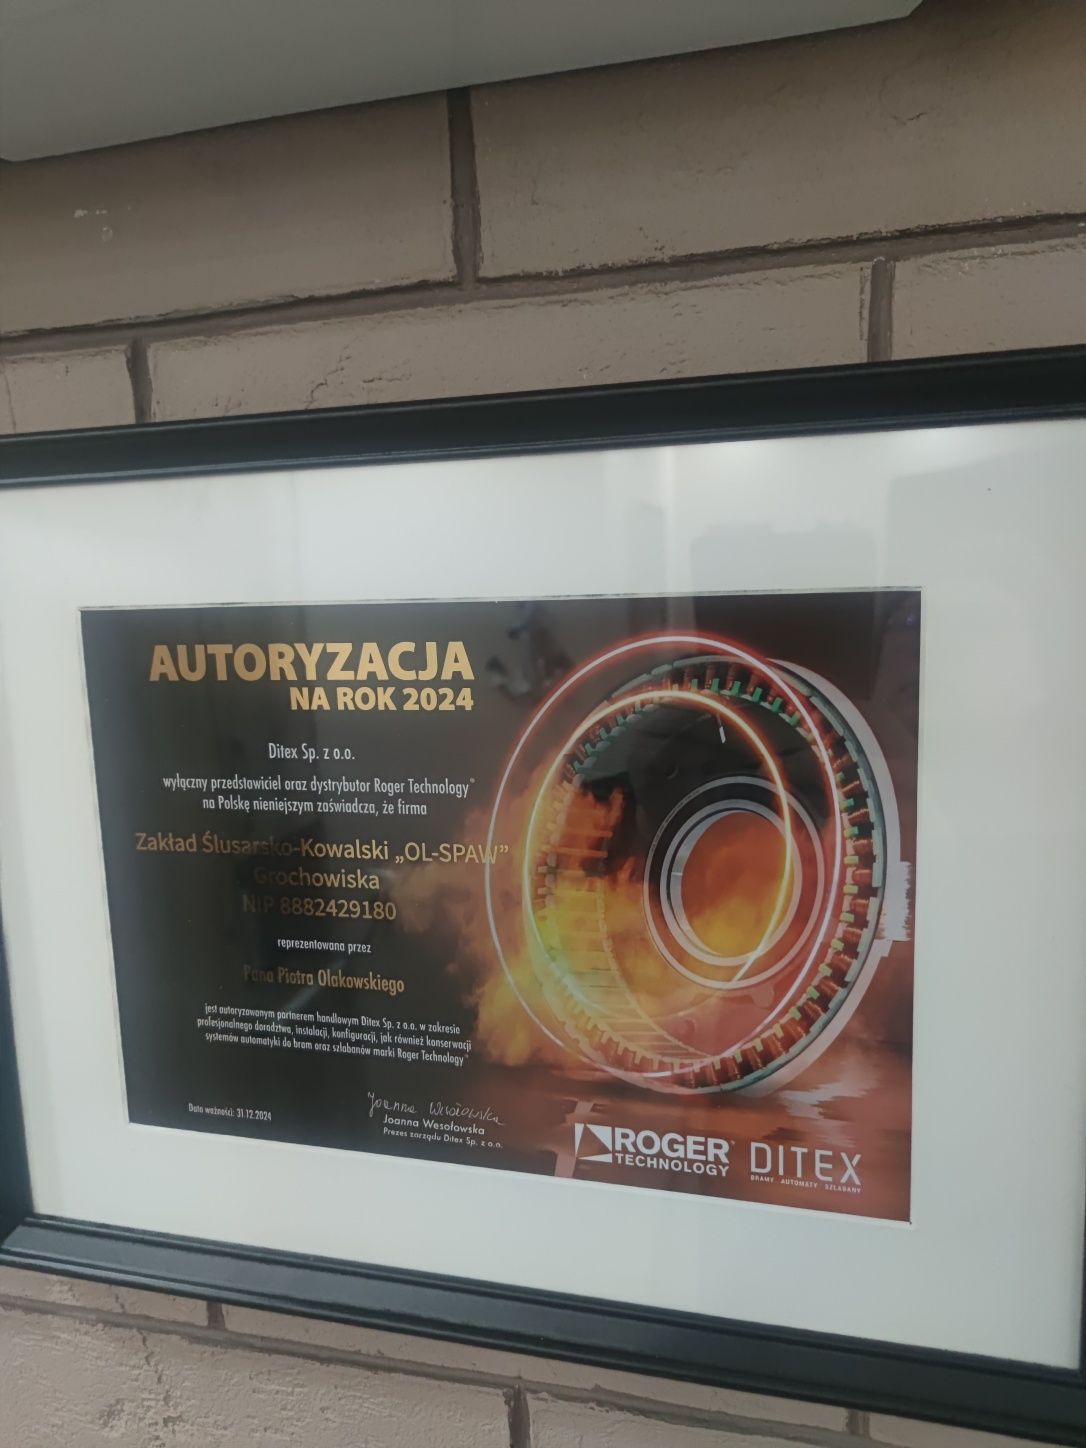 AUTORYZACJA
NA ROK 2024
Ditex Sp. z o.o.
wyłączny przedstawiciel oraz dystrybutor Roger Technology®
na Polskę nieniejszym zaświadcza, że firma
Zakład Ślusarsko-Kowalski „OL-SPAW”
Grochowiska
NIP 8882429180
reprezentowana przez
Pana Piotra Olakowskiego
jest autoryzowanym partnerem handlowym Ditex Sp. z o.o. w zakresie
profesjonalnego doradztwa, instalacji, konfiguracji, jak również konserwacji
systemów automatyki do bram oraz szlabanów marki Roger Technology®
Data ważności: 31.12.2024
Joanna Wesołowska
Joanna Wesołowska
Prezes zarządu Ditex Sp. z o.o.
ROGER®
TECHNOLOGY
DITEX
BRAMY AUTOMATY SZLABANY